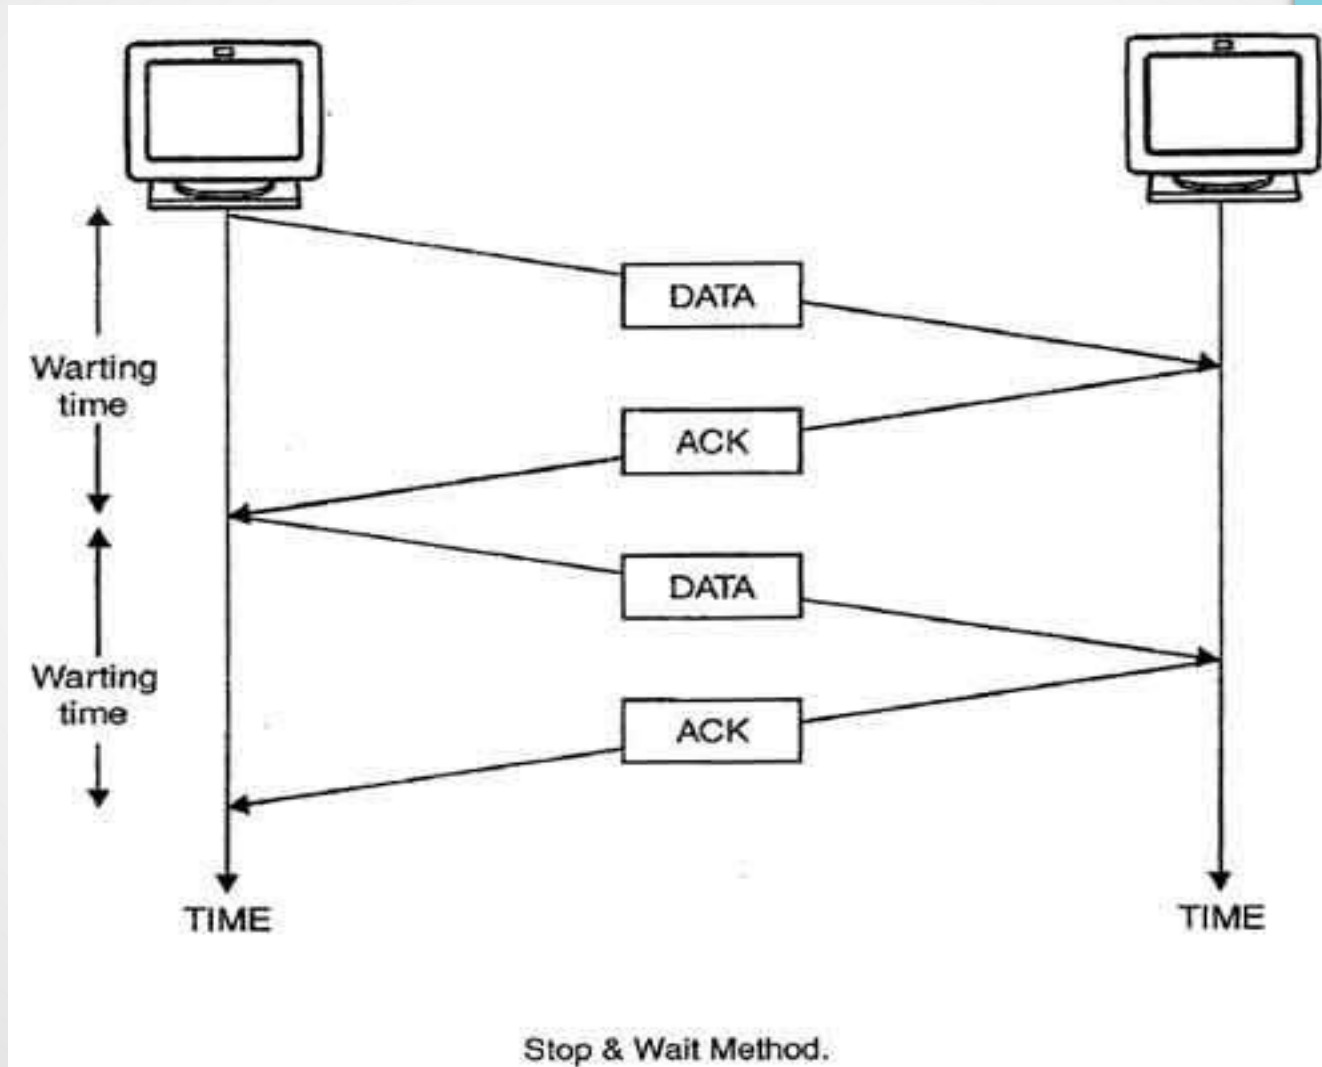 DATA
Warting
time
ACK
DATA
Warting
time
ACK
TIME
TIME
Stop & Wait Method.